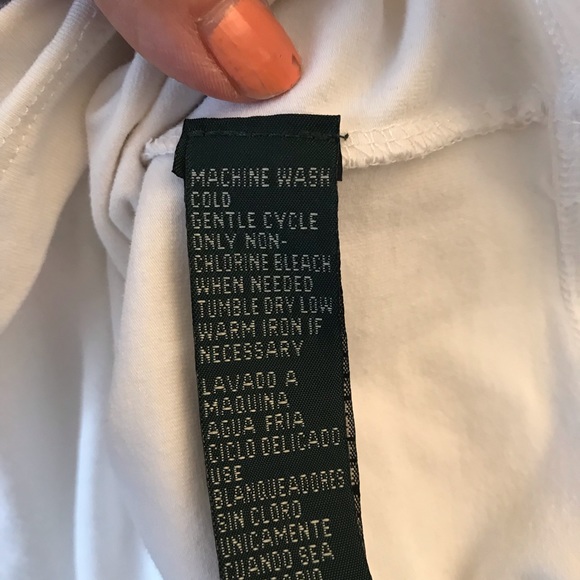 MACHINE WASH
COLD
GENTLE CYCLE
ONLY NON-
CHLORINE BLEACH
WHEN NEEDED
TUMBLE DRY LOW
WARM IRON IF
NECESSARY
LAVADO A
MAQUINA
AGUA FRIA
CICLO DELICADO
USE
BLANQUEADORES
SIN CLORO
UNICAMENTE
CUANDO SEA